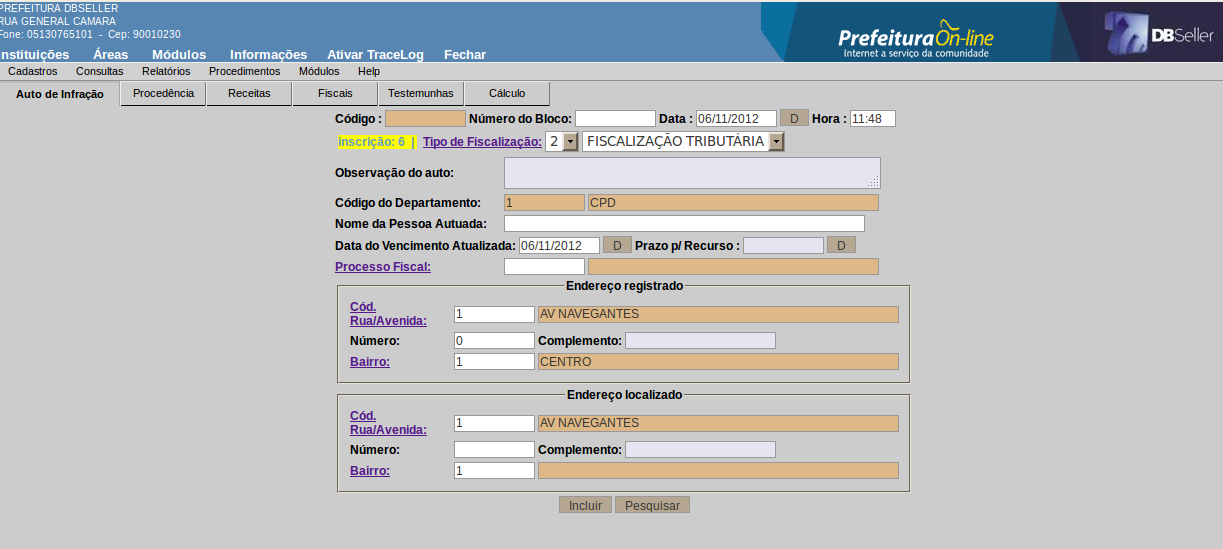 PREFEITURA DBSELLER
RUA GENERAL CAMARA
Fone: 05130765101 - Cep: 90010230
PrefeituraOn-line
Internet a serviço da comunidade
DBSeller
nstituições Áreas Módulos Informações Ativar TraceLog Fechar
Cadastros Consultas Relatórios Procedimentos Módulos Help
Auto de Infração Procedência Receitas Fiscais Testemunhas Cálculo
Código : Número do Bloco: Data : 06/11/2012 D Hora : 11:48
inscrição: 6 | Tipo de Fiscalização: 2 FISCALIZAÇÃO TRIBUTÁRIA
Observação do auto:
Código do Departamento: 1 CPD
Nome da Pessoa Autuada:
Data do Vencimento Atualizada: 06/11/2012 D Prazo p/ Recurso : D
Processo Fiscal:
Endereço registrado
Cód.
Rua/Avenida: 1 AV NAVEGANTES
Número: 0 Complemento:
Bairro: 1 CENTRO
Endereço localizado
Cód.
Rua/Avenida: 1 AV NAVEGANTES
Número: Complemento:
Bairro: 1
Incluir Pesquisar